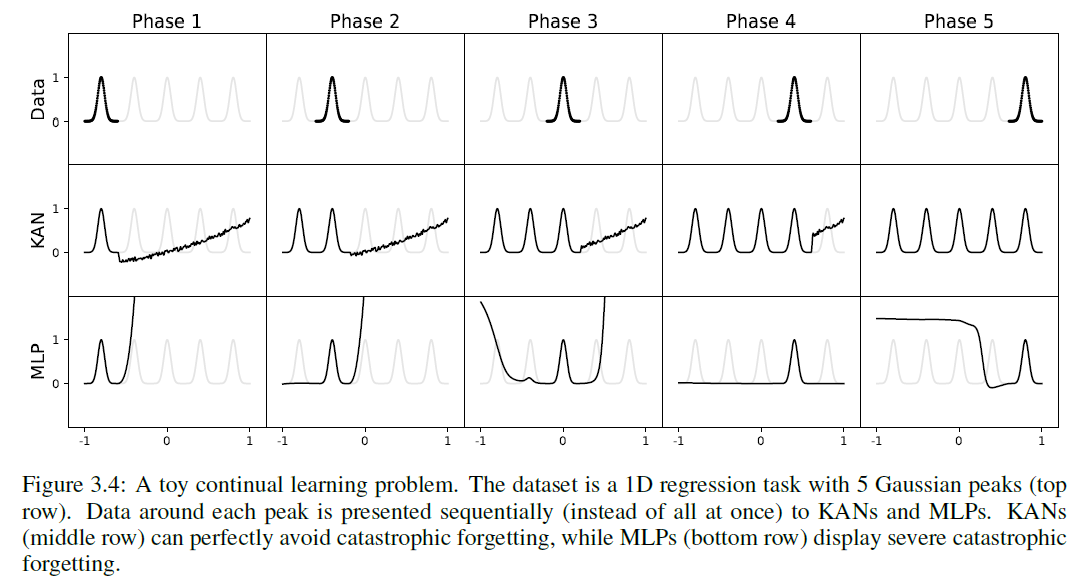 Phase 1 Phase 2 Phase 3 Phase 4 Phase 5
Data
1
0
KAN
1
0
MLP
1
0
-1 0 1 -1 0 1 -1 0 1 -1 0 1 -1 0 1
Figure 3.4: A toy continual learning problem. The dataset is a 1D regression task with 5 Gaussian peaks (top
row). Data around each peak is presented sequentially (instead of all at once) to KANs and MLPs. KANs
(middle row) can perfectly avoid catastrophic forgetting, while MLPs (bottom row) display severe catastrophic
forgetting.